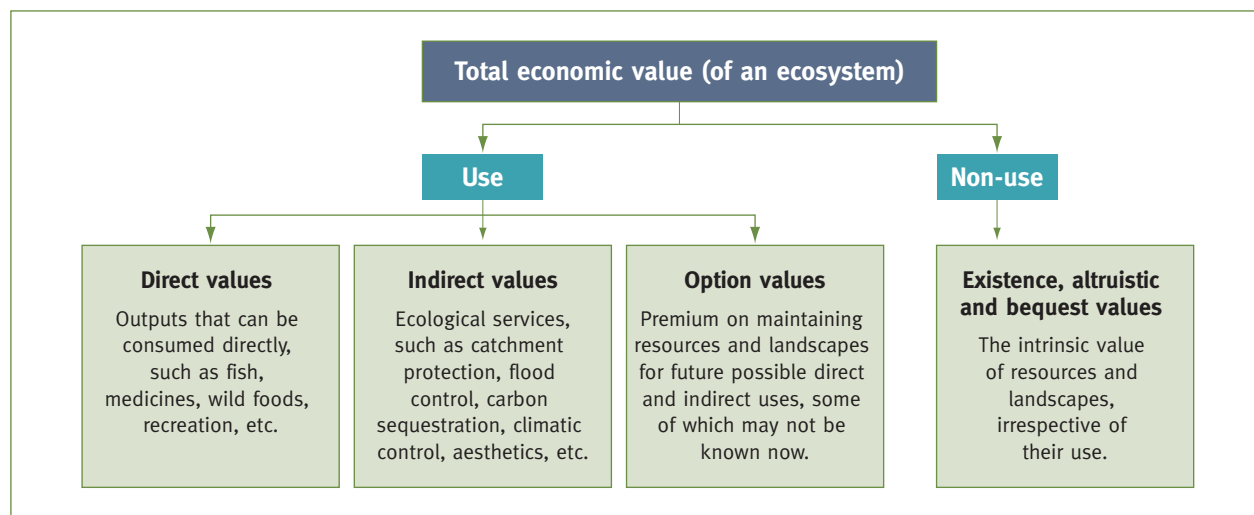 Total economic value (of an ecosystem)
Use
Non-use
Direct values
Outputs that can be
consumed directly,
such as fish,
medicines, wild foods,
recreation, etc.
Indirect values
Ecological services,
such as catchment
protection, flood
control, carbon
sequestration, climatic
control, aesthetics, etc.
Option values
Premium on maintaining
resources and landscapes
for future possible direct
and indirect uses, some
of which may not be
known now.
Existence, altruistic
and bequest values
The intrinsic value
of resources and
landscapes,
irrespective of
their use.